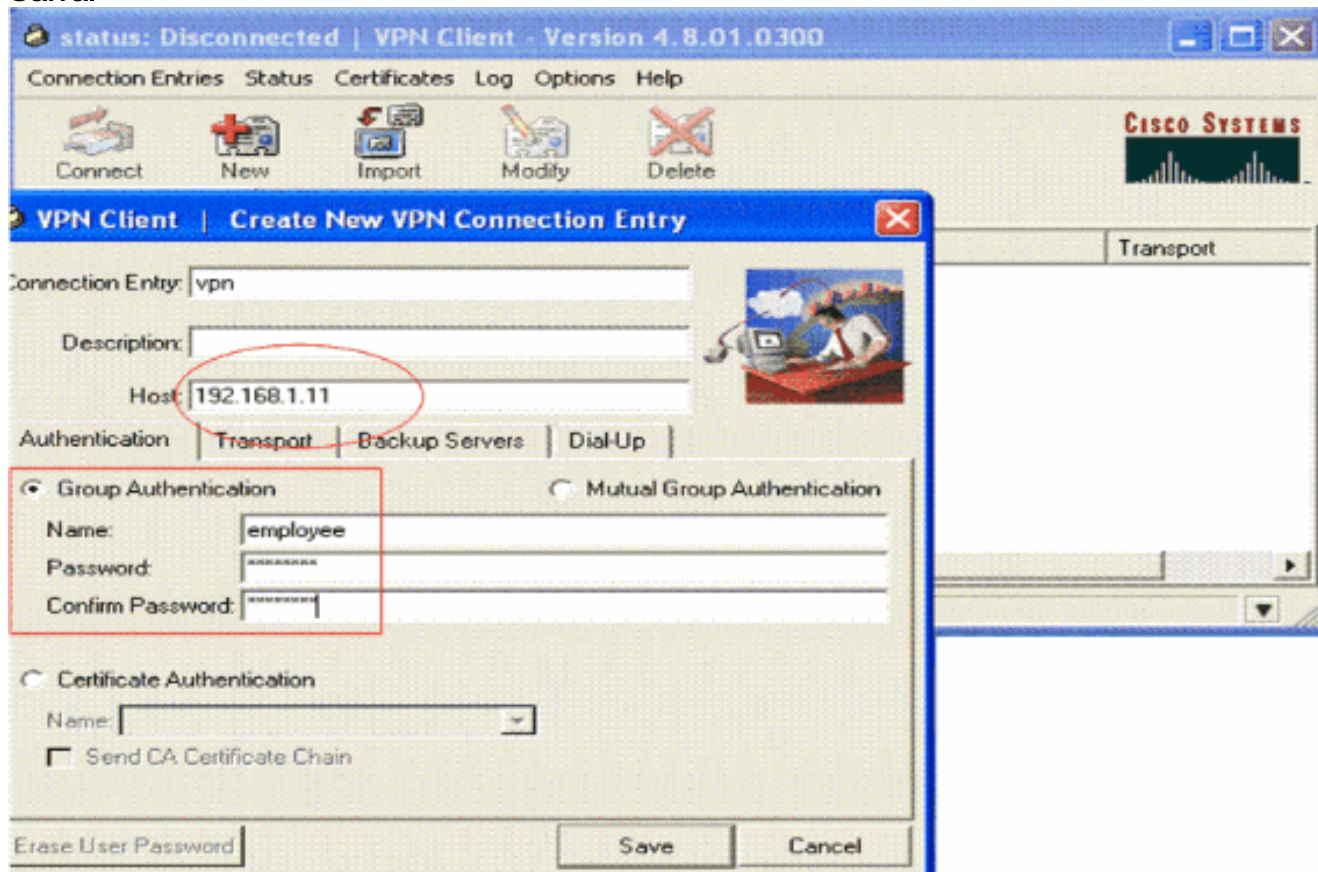 status: Disconnected | VPN Client - Version 4.8.01.0300
Connection Entries Status Certificates Log Options Help
Connect New Import Modify Delete
CISCO SYSTEMS
VPN Client | Create New VPN Connection Entry
Transport
Connection Entry: vpn
Description:
Host: 192.168.1.11
Authentication Transport Backup Servers Dial-Up
Group Authentication Mutual Group Authentication
Name: employee
Password: ********
Confirm Password: ********
Certificate Authentication
Name:
Send CA Certificate Chain
Erase User Password Save Cancel